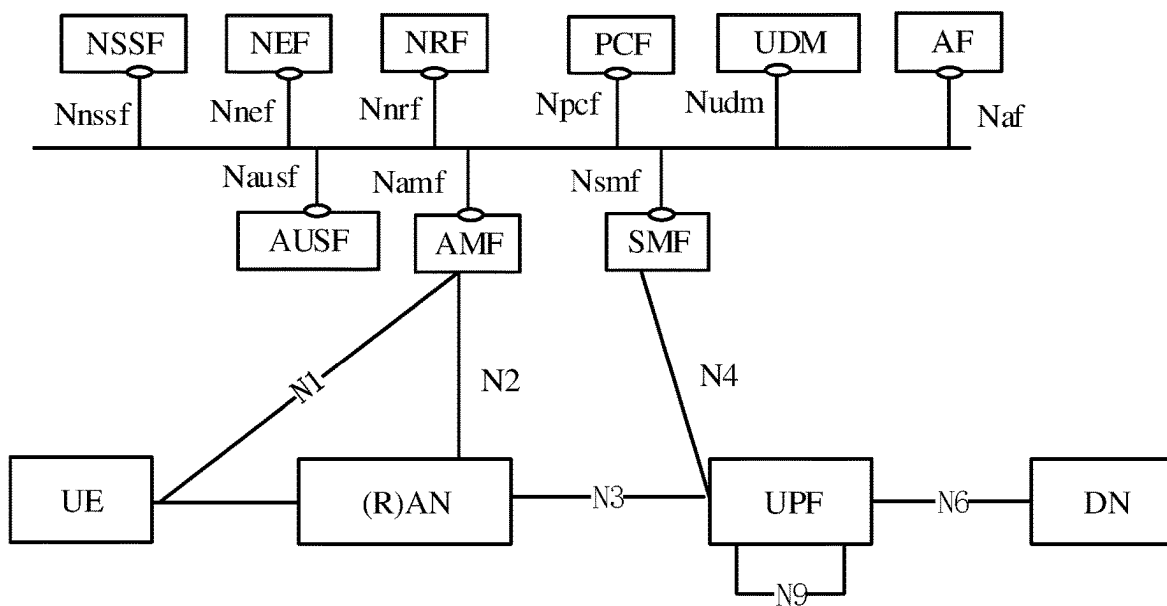 NSSF NEF NRF PCF UDM AF
Nnssf Nnef Nnrf Npcf Nudm Naf
Nausf Namf Nsmf
AUSF AMF SMF
N1 N2 N4
UE (R)AN N3 UPF N6 DN
N9